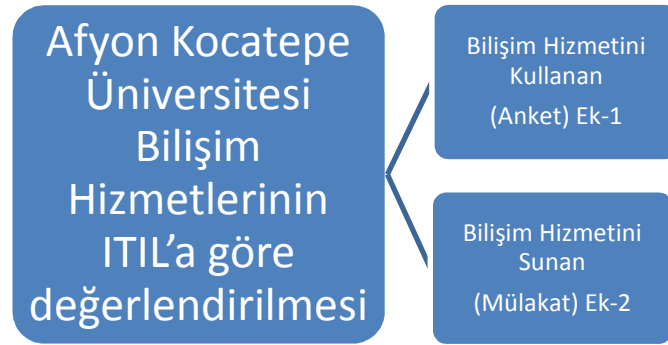 Afyon Kocatepe
Üniversitesi
Bilişim
Hizmetlerinin
ITIL’a göre
değerlendirilmesi
Bilişim Hizmetini
Kullanan
(Anket) Ek-1
Bilişim Hizmetini
Sunan
(Mülakat) Ek-2